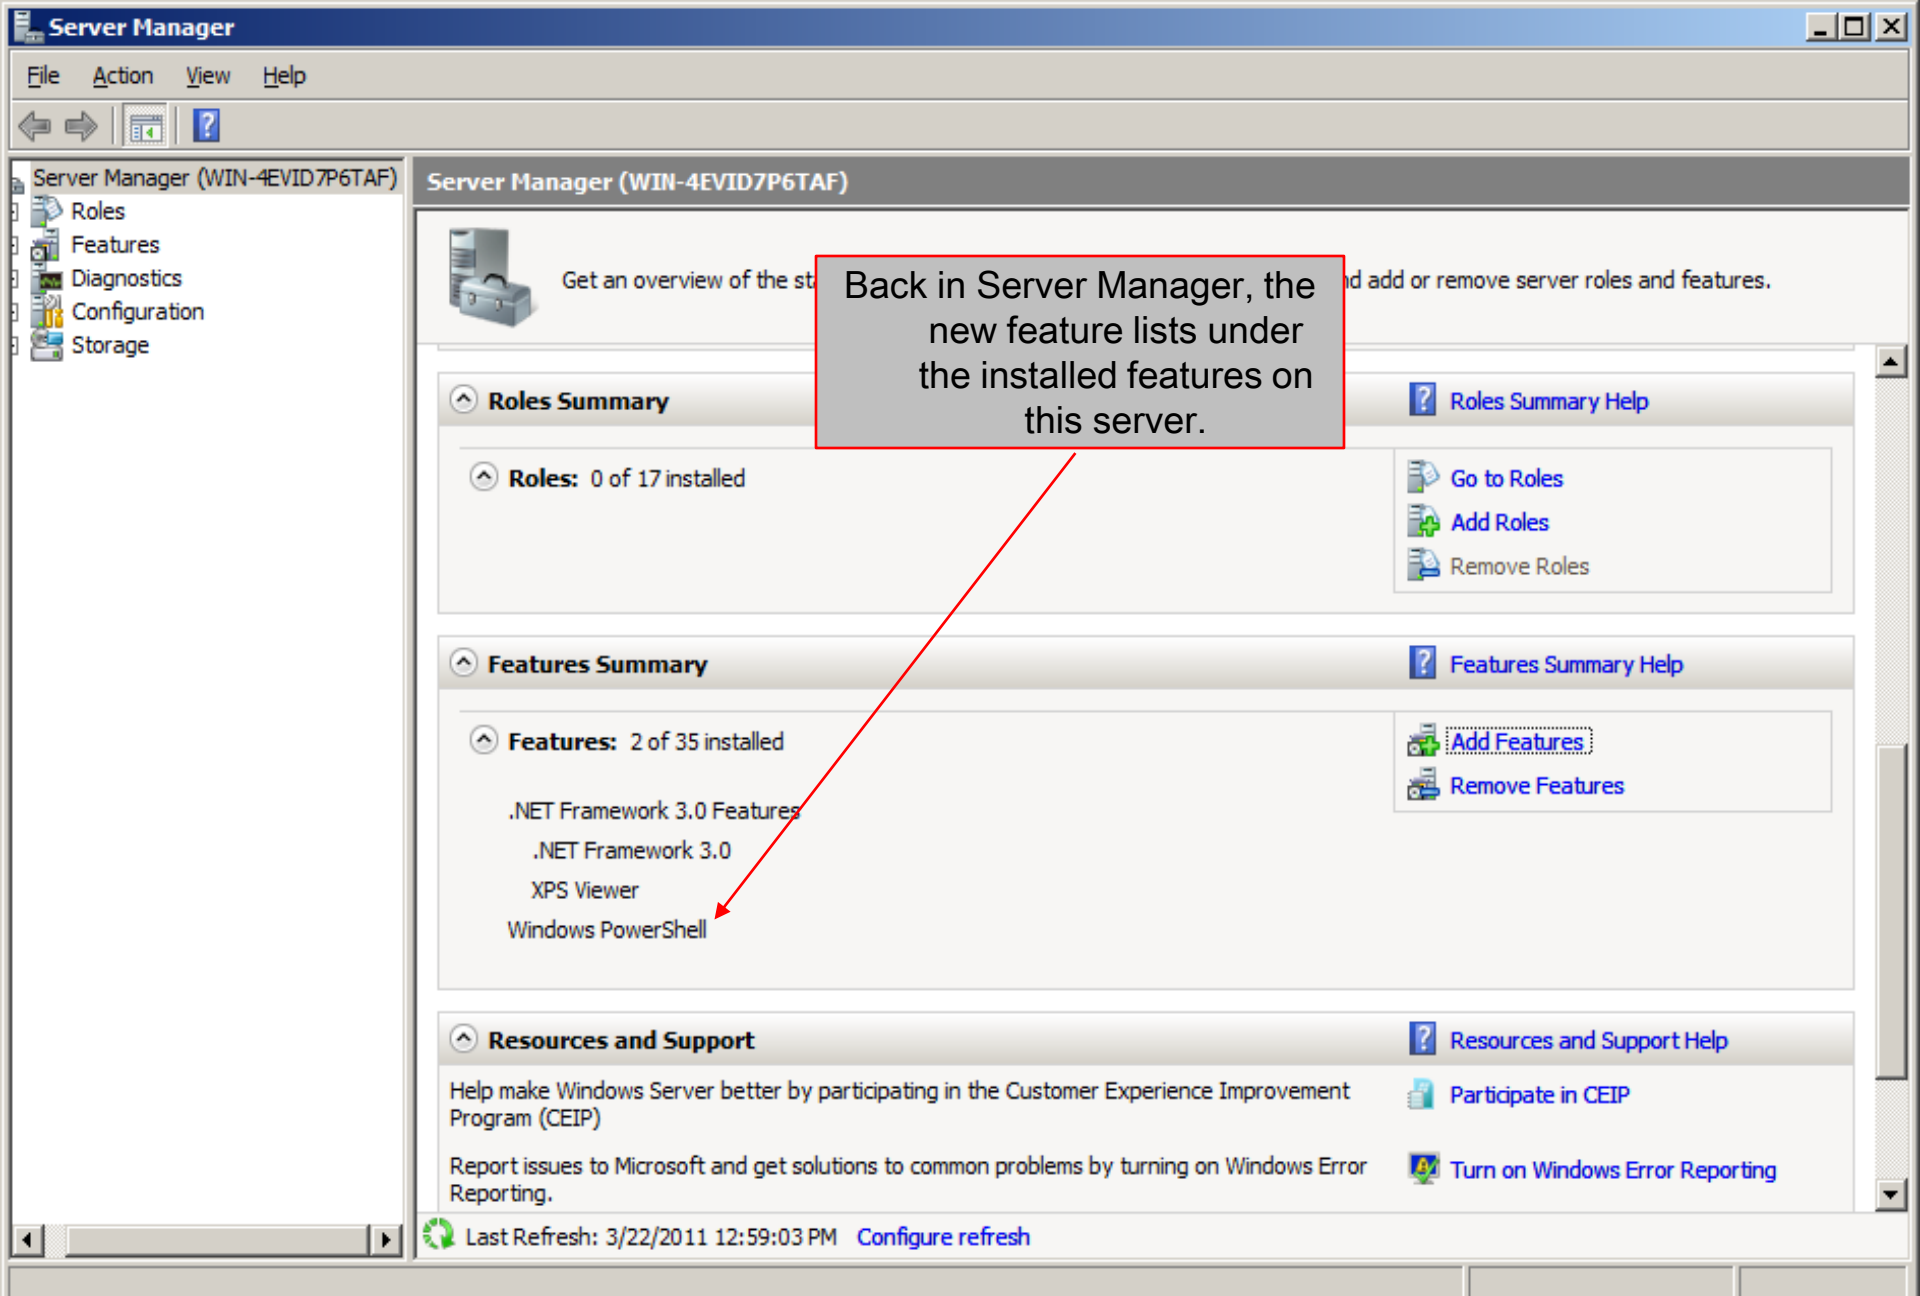 Server Manager
File Action View Help
Server Manager (WIN-4EVID7P6TAF)
Roles
Features
Diagnostics
Configuration
Storage
Server Manager (WIN-4EVID7P6TAF)
Get an overview of the st
d add or remove server roles and features.
Back in Server Manager, the
new feature lists under
the installed features on
this server.
Roles Summary
Roles Summary Help
Roles: 0 of 17 installed
Go to Roles
Add Roles
Remove Roles
Features Summary
Features Summary Help
Features: 2 of 35 installed
Add Features
Remove Features
.NET Framework 3.0 Features
.NET Framework 3.0
XPS Viewer
Windows PowerShell
Resources and Support
Resources and Support Help
Help make Windows Server better by participating in the Customer Experience Improvement
Program (CEIP)
Participate in CEIP
Report issues to Microsoft and get solutions to common problems by turning on Windows Error
Reporting.
Turn on Windows Error Reporting
Last Refresh: 3/22/2011 12:59:03 PM Configure refresh